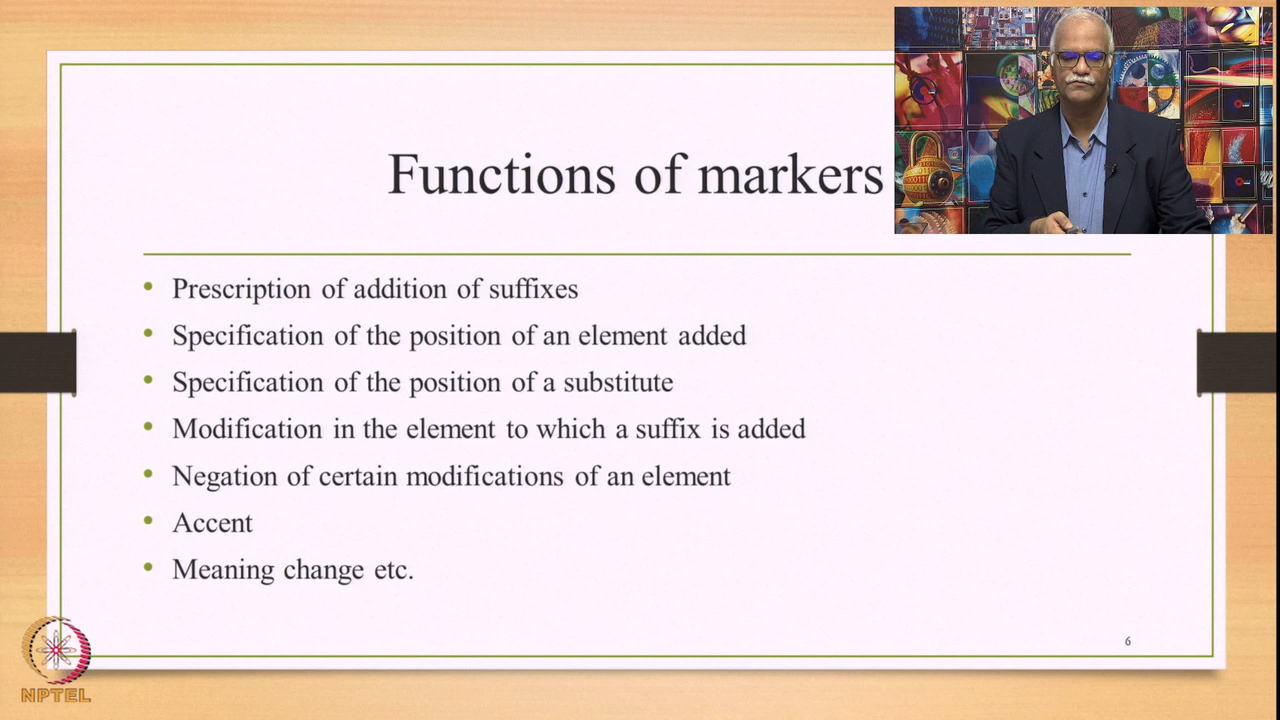 Functions of markers
• Prescription of addition of suffixes
• Specification of the position of an element added
• Specification of the position of a substitute
• Modification in the element to which a suffix is added
• Negation of certain modifications of an element
• Accent
• Meaning change etc.
6
NPTEL